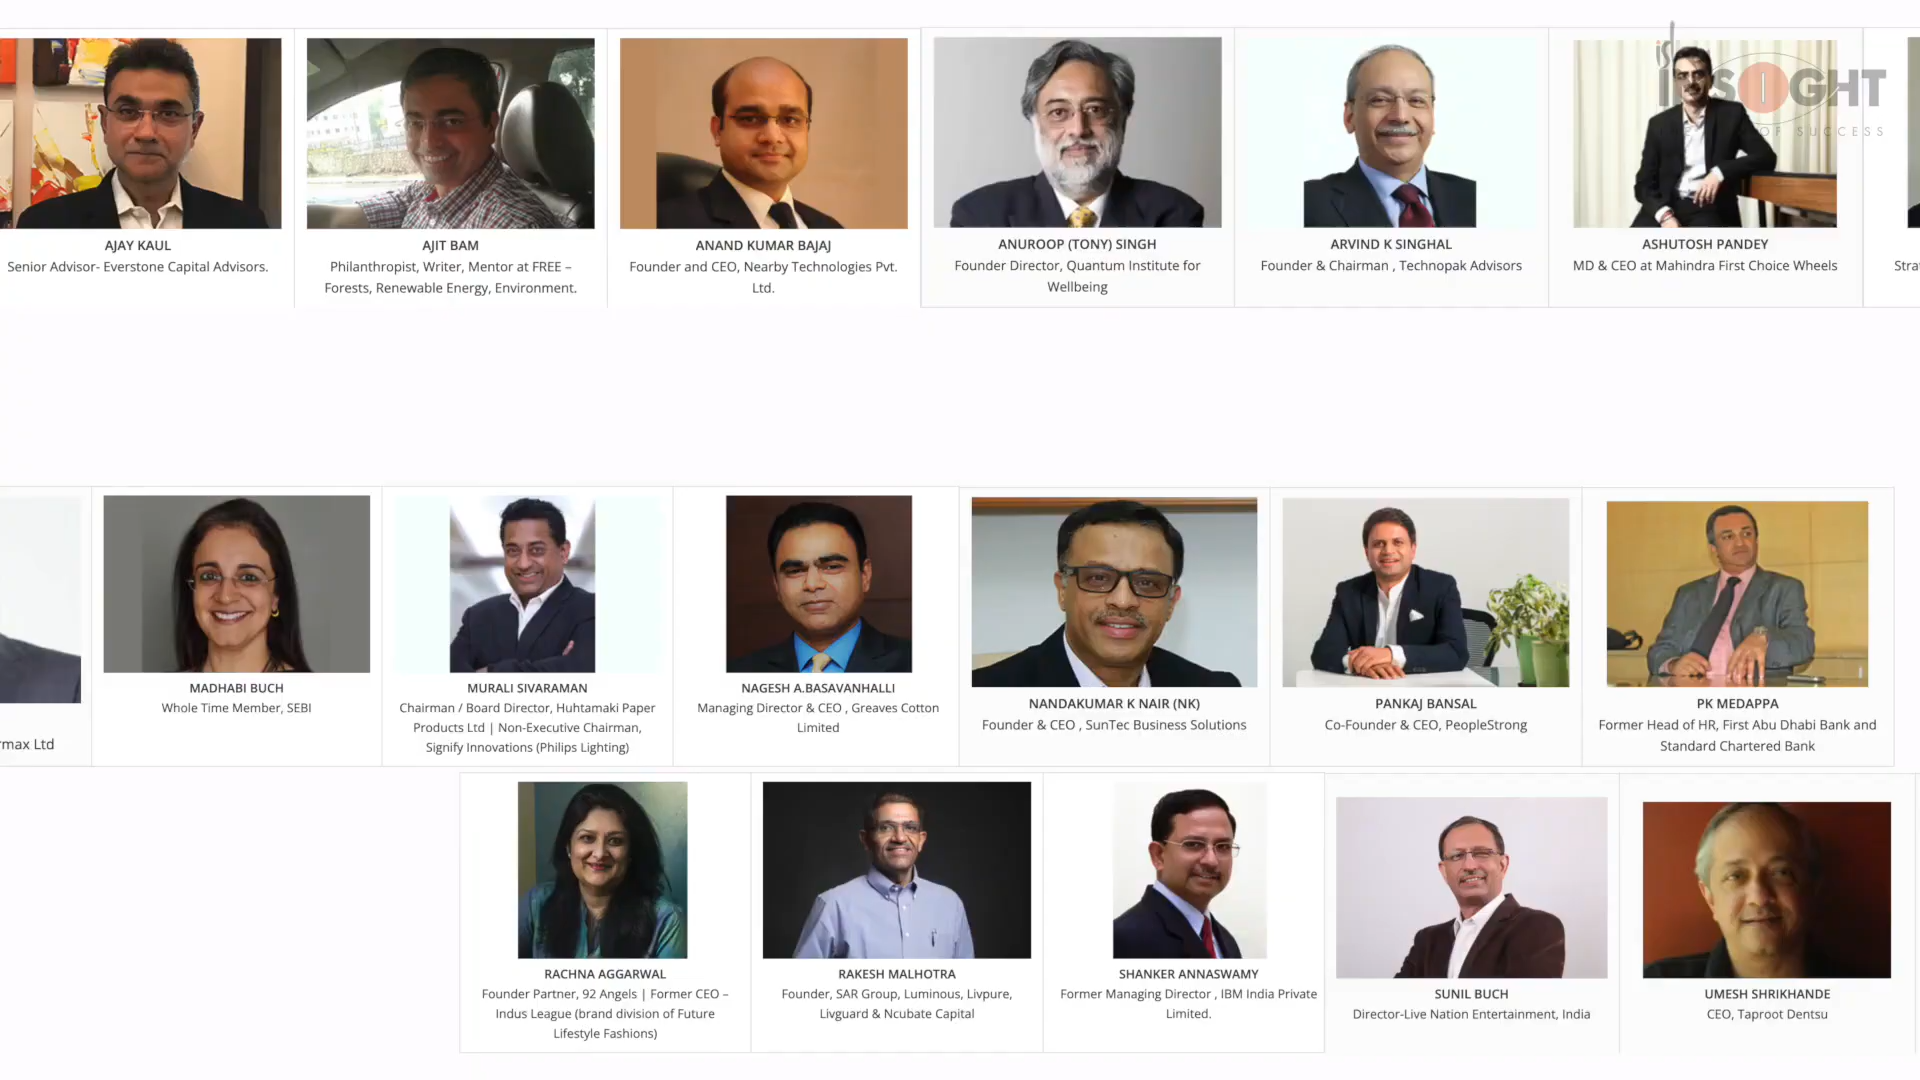 INSIGHT
OF SUCCESS
AJAY KAUL
Senior Advisor- Everstone Capital Advisors.
AJIT BAM
Philanthropist, Writer, Mentor at FREE –
Forests, Renewable Energy, Environment.
ANAND KUMAR BAJAJ
Founder and CEO, Nearby Technologies Pvt.
Ltd.
ANUROOP (TONY) SINGH
Founder Director, Quantum Institute for
Wellbeing
ARVIND K SINGHAL
Founder & Chairman , Technopak Advisors
ASHUTOSH PANDEY
MD & CEO at Mahindra First Choice Wheels
Stra
rmax Ltd
MADHABI BUCH
Whole Time Member, SEBI
MURALI SIVARAMAN
Chairman / Board Director, Huhtamaki Paper
Products Ltd | Non-Executive Chairman,
Signify Innovations (Philips Lighting)
NAGESH A.BASAVANHALLI
Managing Director & CEO , Greaves Cotton
Limited
NANDAKUMAR K NAIR (NK)
Founder & CEO , SunTec Business Solutions
PANKAJ BANSAL
Co-Founder & CEO, PeopleStrong
PK MEDAPPA
Former Head of HR, First Abu Dhabi Bank and
Standard Chartered Bank
RACHNA AGGARWAL
Founder Partner, 92 Angels | Former CEO –
Indus League (brand division of Future
Lifestyle Fashions)
RAKESH MALHOTRA
Founder, SAR Group, Luminous, Livpure,
Livguard & Ncubate Capital
SHANKER ANNASWAMY
Former Managing Director , IBM India Private
Limited.
SUNIL BUCH
Director-Live Nation Entertainment, India
UMESH SHRIKHANDE
CEO, Taproot Dentsu